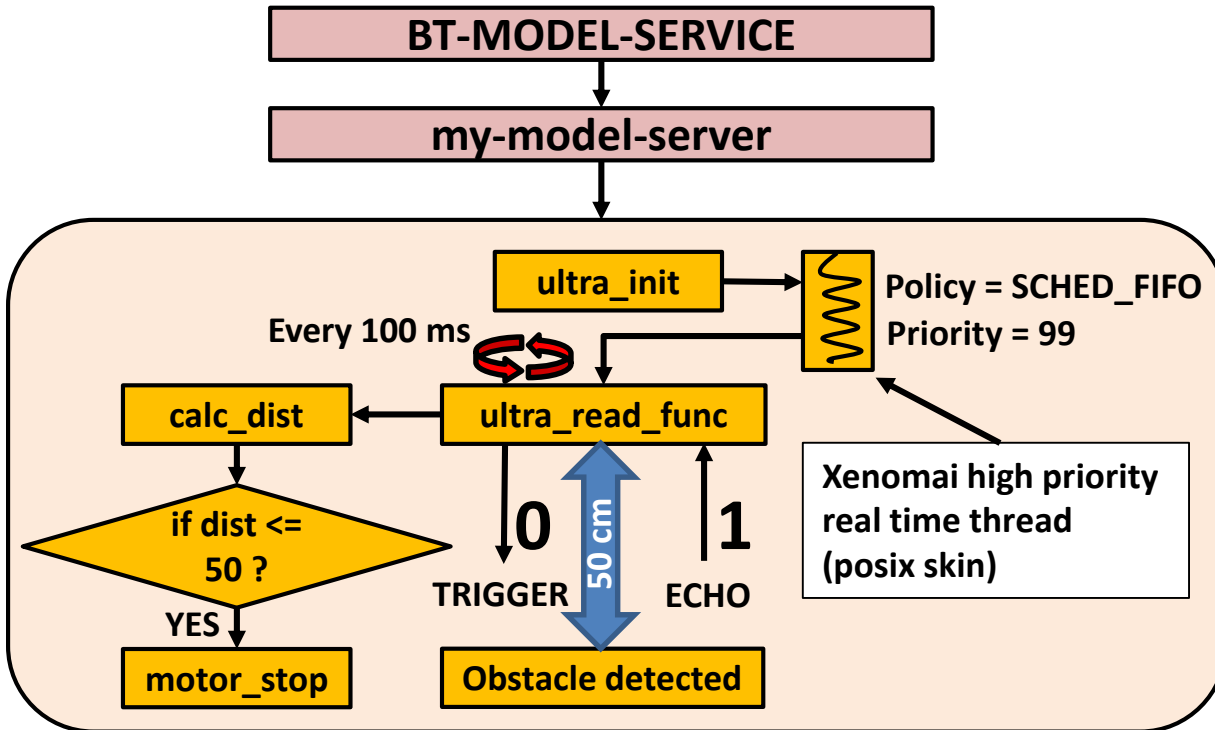 BT-MODEL-SERVICE
my-model-server
ultra_init
Policy = SCHED_FIFO
Priority = 99
Every 100 ms
calc_dist
ultra_read_func
if dist <=
50 ?
0
50 cm
1
TRIGGER
ECHO
Xenomai high priority
real time thread
(posix skin)
YES
motor_stop
Obstacle detected